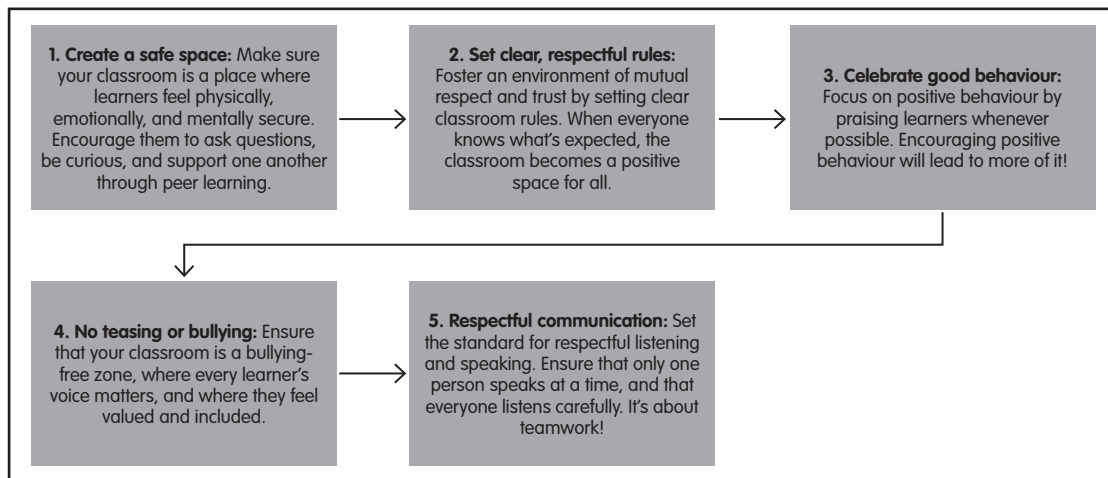 1. Create a safe space: Make sure
your classroom is a place where
learners feel physically,
emotionally, and mentally secure.
Encourage them to ask questions,
be curious, and support one another
through peer learning.
2. Set clear, respectful rules:
Foster an environment of mutual
respect and trust by setting clear
classroom rules. When everyone
knows what’s expected, the
classroom becomes a positive
space for all.
3. Celebrate good behaviour:
Focus on positive behaviour by
praising learners whenever
possible. Encouraging positive
behaviour will lead to more of it!
4. No teasing or bullying: Ensure
that your classroom is a bullying-
free zone, where every learner’s
voice matters, and where they feel
valued and included.
5. Respectful communication: Set
the standard for respectful listening
and speaking. Ensure that only one
person speaks at a time, and that
everyone listens carefully. It’s about
teamwork!